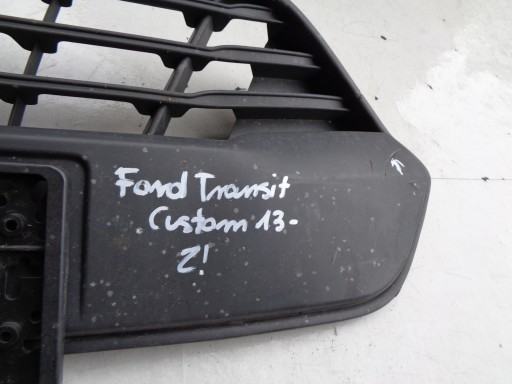 Ford Transit
Custom 13-
Z!